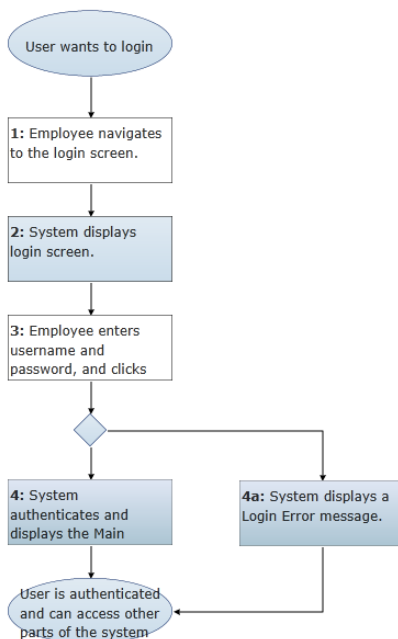 User wants to login
1: Employee navigates
to the login screen.
2: System displays
login screen.
3: Employee enters
username and
password, and clicks
4: System
authenticates and
displays the Main
4a: System displays a
Login Error message.
User is authenticated
and can access other
parts of the system